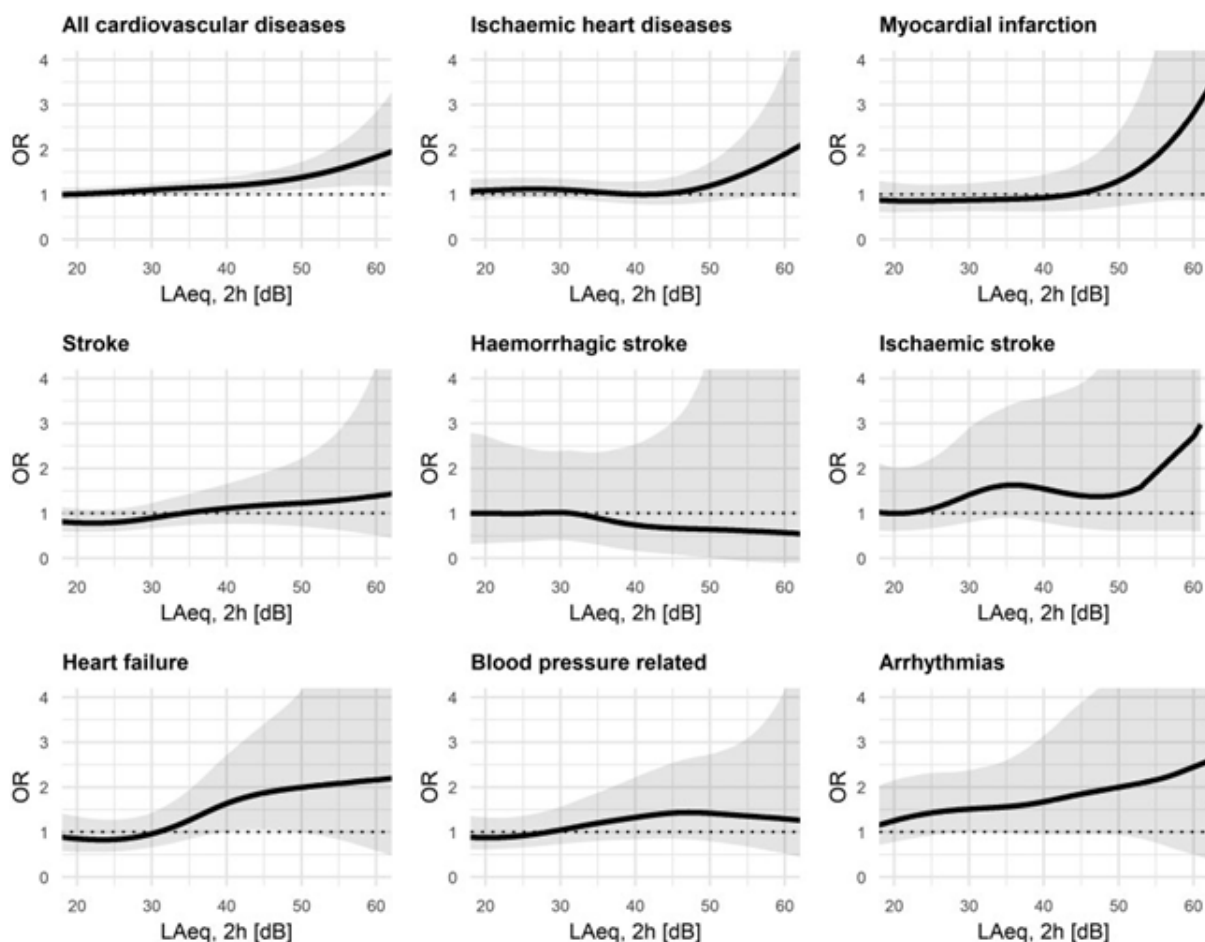 All cardiovascular diseases
4
3
2
1
0
OR
20 30 40 50 60
LAeq, 2h [dB]
Ischaemic heart diseases
4
3
2
1
0
OR
20 30 40 50 60
LAeq, 2h [dB]
Myocardial infarction
4
3
2
1
0
OR
20 30 40 50 60
LAeq, 2h [dB]
Stroke
4
3
2
1
0
OR
20 30 40 50 60
LAeq, 2h [dB]
Haemorrhagic stroke
4
3
2
1
0
OR
20 30 40 50 60
LAeq, 2h [dB]
Ischaemic stroke
4
3
2
1
0
OR
20 30 40 50 60
LAeq, 2h [dB]
Heart failure
4
3
2
1
0
OR
20 30 40 50 60
LAeq, 2h [dB]
Blood pressure related
4
3
2
1
0
OR
20 30 40 50 60
LAeq, 2h [dB]
Arrhythmias
4
3
2
1
0
OR
20 30 40 50 60
LAeq, 2h [dB]